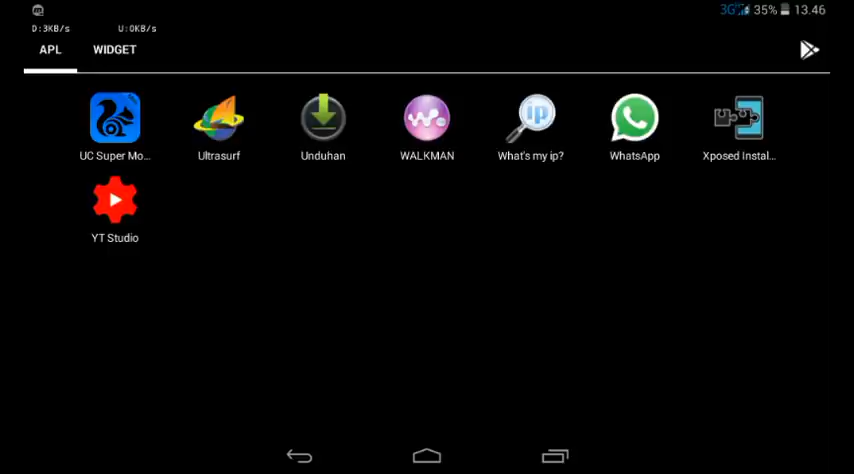 3G 35% 13.46
D:3KB/s U:0KB/s
APL WIDGET
ip
UC Super Mo... Ultrasurf Unduhan WALKMAN What's my ip? WhatsApp Xposed Instal...
YT Studio